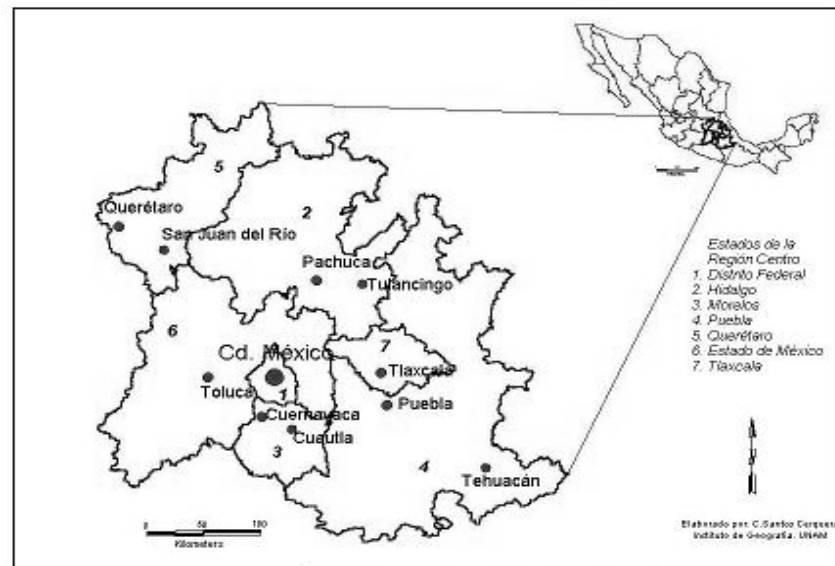 5
Querétaro
San Juan del Río
2
Pachuca
Tulancingo
6
Cd. México
7
Tlaxcala
Toluca
1
Puebla
Cuernavaca
Cuautla
3
4
Tehuacán
0 50 100
Kilometers
Estados de la
Región Centro
1. Distrito Federal
2. Hidalgo
3. Morelos
4. Puebla
5. Querétaro
6. Estado de México
7. Tlaxcala
Elaborado por: C.Santos Cerquera
Instituto de Geografía, UNAM